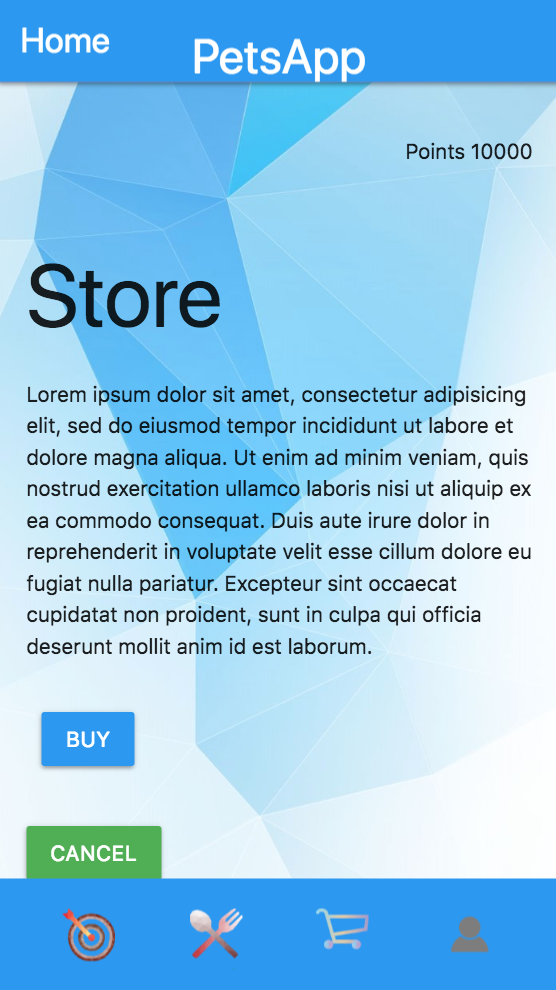 Home
PetsApp
Points 10000
Store
Lorem ipsum dolor sit amet, consectetur adipisicing
elit, sed do eiusmod tempor incididunt ut labore et
dolore magna aliqua. Ut enim ad minim veniam, quis
nostrud exercitation ullamco laboris nisi ut aliquip ex
ea commodo consequat. Duis aute irure dolor in
reprehenderit in voluptate velit esse cillum dolore eu
fugiat nulla pariatur. Excepteur sint occaecat
cupidatat non proident, sunt in culpa qui officia
deserunt mollit anim id est laborum.
BUY
CANCEL